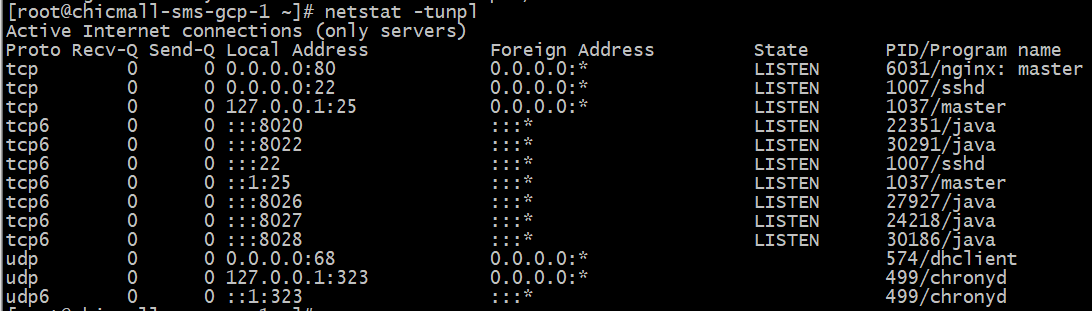 [root@chicmall-sms-gcp-1 ~]# netstat -tunpl
Active Internet connections (only servers)
Proto Recv-Q Send-Q Local Address           Foreign Address         State       PID/Program name
tcp        0      0 0.0.0.0:80              0.0.0.0:*               LISTEN      6031/nginx: master
tcp        0      0 0.0.0.0:22              0.0.0.0:*               LISTEN      1007/sshd
tcp        0      0 127.0.0.1:25            0.0.0.0:*               LISTEN      1037/master
tcp6       0      0 :::8020                 :::*                    LISTEN      22351/java
tcp6       0      0 :::8022                 :::*                    LISTEN      30291/java
tcp6       0      0 :::22                   :::*                    LISTEN      1007/sshd
tcp6       0      0 ::1:25                  :::*                    LISTEN      1037/master
tcp6       0      0 :::8026                 :::*                    LISTEN      27927/java
tcp6       0      0 :::8027                 :::*                    LISTEN      24218/java
tcp6       0      0 :::8028                 :::*                    LISTEN      30186/java
udp        0      0 0.0.0.0:68              0.0.0.0:*                           574/dhclient
udp        0      0 127.0.0.1:323           0.0.0.0:*                           499/chronyd
udp6       0      0 ::1:323                 :::*                                499/chronyd